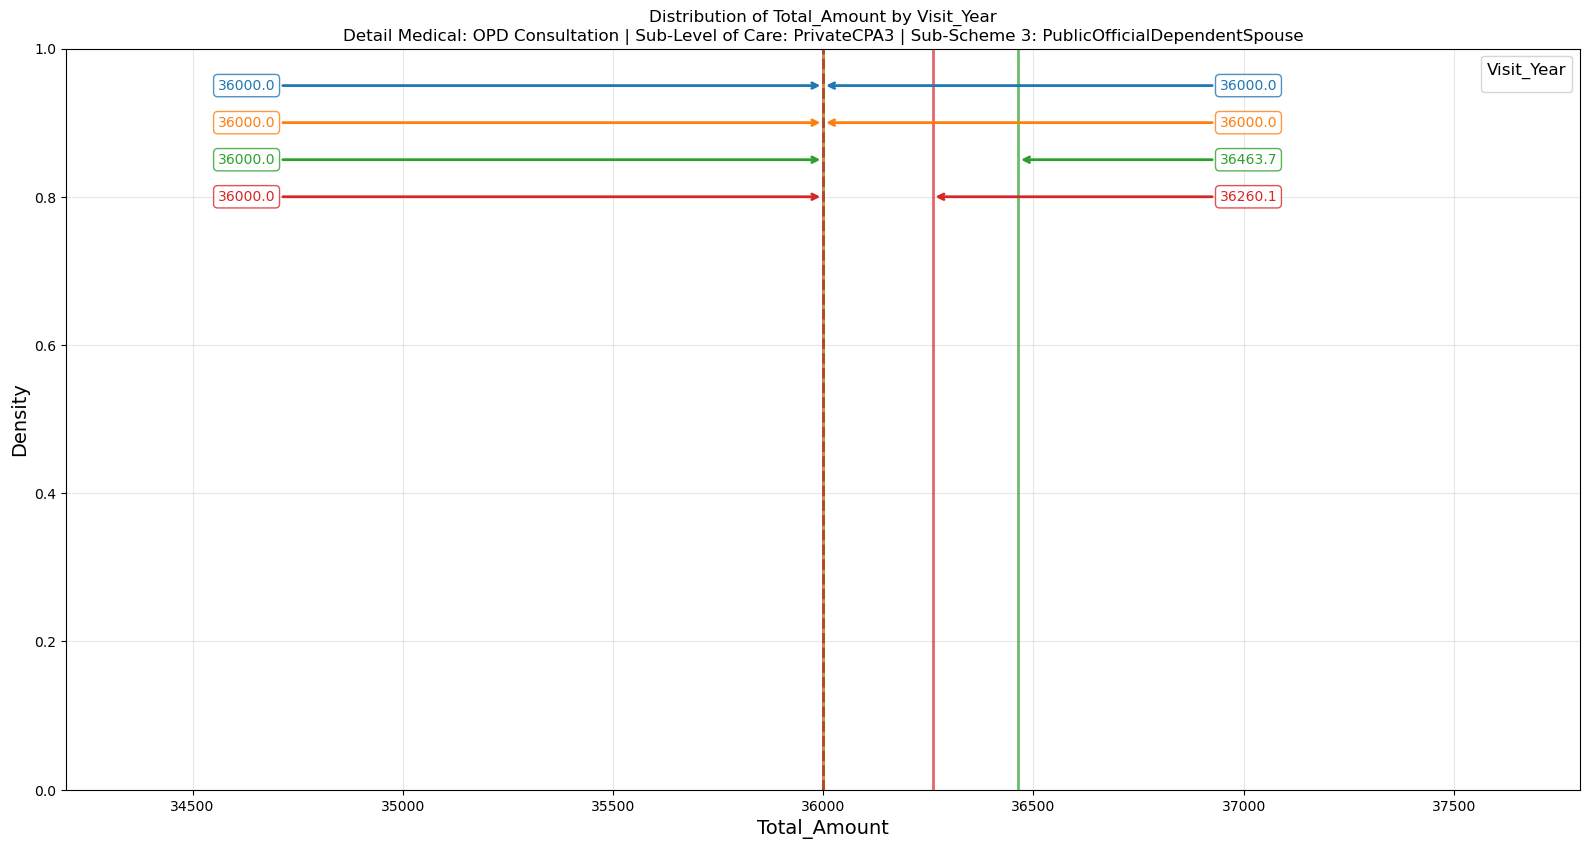 Distribution of Total_Amount by Visit_Year
Detail Medical: OPD Consultation | Sub-Level of Care: PrivateCPA3 | Sub-Scheme 3: PublicOfficialDependentSpouse
Visit_Year
36000.0 36000.0
36000.0 36000.0
36000.0 36463.7
36000.0 36260.1
1.0
0.8
0.6
0.4
0.2
0.0
Density
34500 35000 35500 36000 36500 37000 37500
Total_Amount